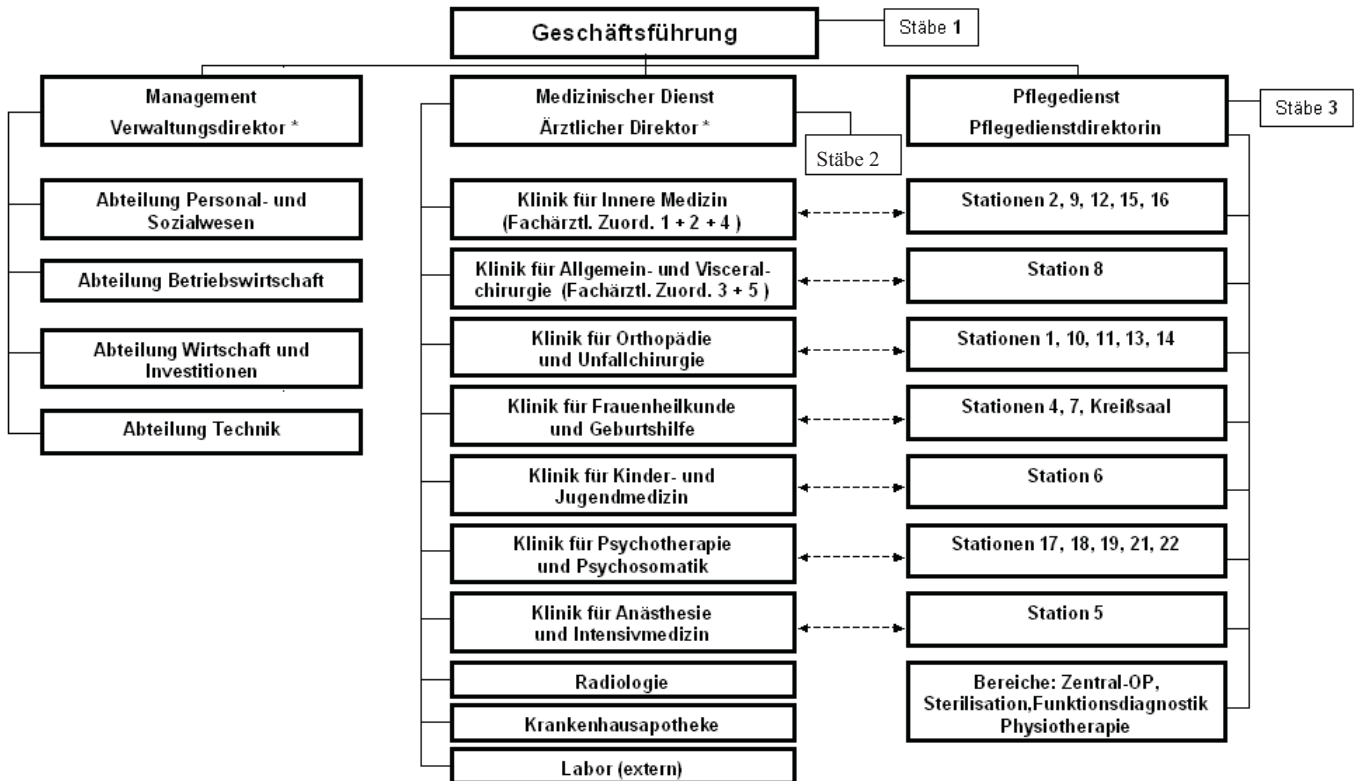 Geschäftsführung
Stäbe 1
Management
Verwaltungsdirektor *
Medizinischer Dienst
Ärztlicher Direktor *
Pflegedienst
Pflegedienstdirektorin
Stäbe 3
Stäbe 2
Abteilung Personal- und
Sozialwesen
Klinik für Innere Medizin
(Fachärztl. Zuord. 1 + 2 + 4 )
Stationen 2, 9, 12, 15, 16
Abteilung Betriebswirtschaft
Klinik für Allgemein- und Visceral-
chirurgie (Fachärztl. Zuord. 3 + 5 )
Station 8
Abteilung Wirtschaft und
Investitionen
Klinik für Orthopädie
und Unfallchirurgie
Stationen 1, 10, 11, 13, 14
Abteilung Technik
Klinik für Frauenheilkunde
und Geburtshilfe
Stationen 4, 7, Kreißsaal
Klinik für Kinder- und
Jugendmedizin
Station 6
Klinik für Psychotherapie
und Psychosomatik
Stationen 17, 18, 19, 21, 22
Klinik für Anästhesie
und Intensivmedizin
Station 5
Radiologie
Bereiche: Zentral-OP,
Sterilisation,Funktionsdiagnostik
Physiotherapie
Krankenhausapotheke
Labor (extern)